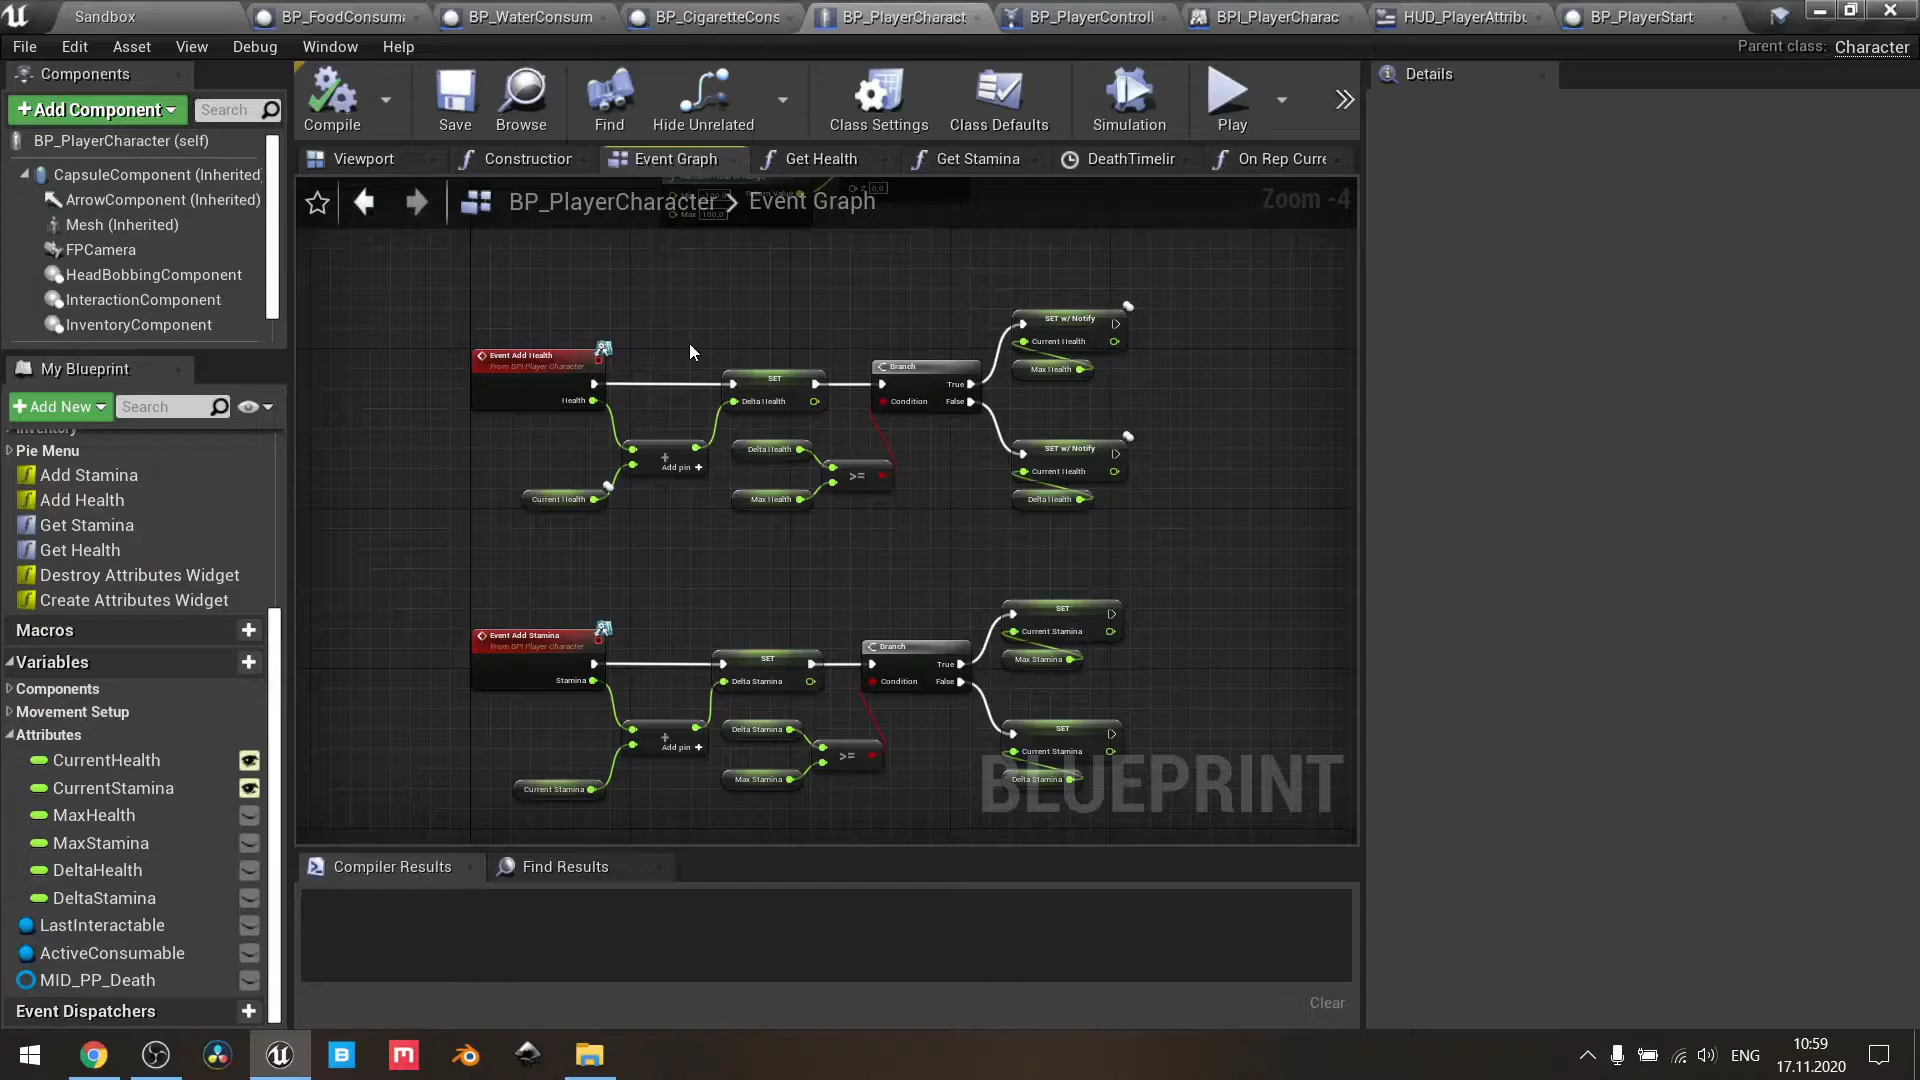 Sandbox
BP_FoodConsuma
BP_WaterConsum
BP_CigaretteCons
BP_PlayerCharact
BP_PlayerControll
BPI_PlayerCharac
HUD_PlayerAttribu
BP_PlayerStart
File Edit Asset View Debug Window Help
Parent class: Character
Components
+Add Component
Search
BP_PlayerCharacter (self)
CapsuleComponent (Inherited)
ArrowComponent (Inherited)
Mesh (Inherited)
FPCamera
HeadBobbingComponent
InteractionComponent
InventoryComponent
My Blueprint
+Add New
Search
Inventory
Pie Menu
Add Stamina
Add Health
Get Stamina
Get Health
Destroy Attributes Widget
Create Attributes Widget
Macros
Variables
Components
Movement Setup
Attributes
CurrentHealth
CurrentStamina
MaxHealth
MaxStamina
DeltaHealth
DeltaStamina
LastInteractable
ActiveConsumable
MID_PP_Death
Event Dispatchers
Compile
Save
Browse
Find
Hide Unrelated
Class Settings
Class Defaults
Simulation
Play
Viewport
Construction
Event Graph
Get Health
Get Stamina
DeathTimelin
On Rep Curre
BP_PlayerCharacter > Event Graph
Zoom -4
Return Value
Max 100.0
Z 0.0
Event Add Health
From BPI Player Character
Health
SET
Delta Health
Branch
True
Condition False
SET w/ Notify
Current Health
Max Health
+
Add pin +
Current Health
Delta Health
Max Health
>=
SET w/ Notify
Current Health
Delta Health
Event Add Stamina
From BPI Player Character
Stamina
SET
Delta Stamina
Branch
True
Condition False
SET
Current Stamina
Max Stamina
+
Add pin +
Current Stamina
Delta Stamina
Max Stamina
>=
SET
Current Stamina
Delta Stamina
BLUEPRINT
Compiler Results
Find Results
Clear
Details
ENG
10:59
17.11.2020